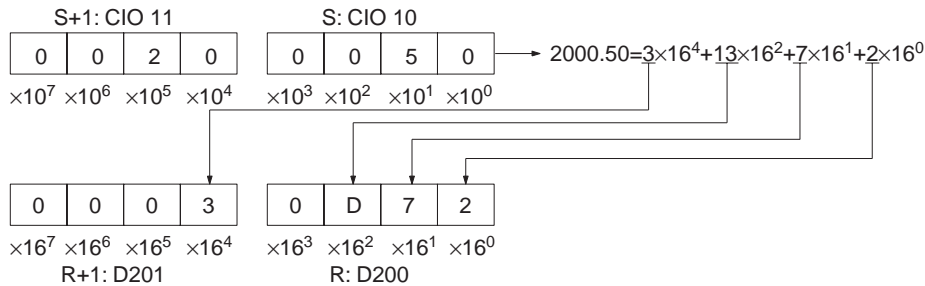 S+1: CIO 11 S: CIO 10
0 0 2 0 0 0 5 0 2000.50=3×16⁴+13×16²+7×16¹+2×16⁰
×10⁷ ×10⁶ ×10⁵ ×10⁴ ×10³ ×10² ×10¹ ×10⁰
0 0 0 3 0 D 7 2
×16⁷ ×16⁶ ×16⁵ ×16⁴ ×16³ ×16² ×16¹ ×16⁰
R+1: D201 R: D200